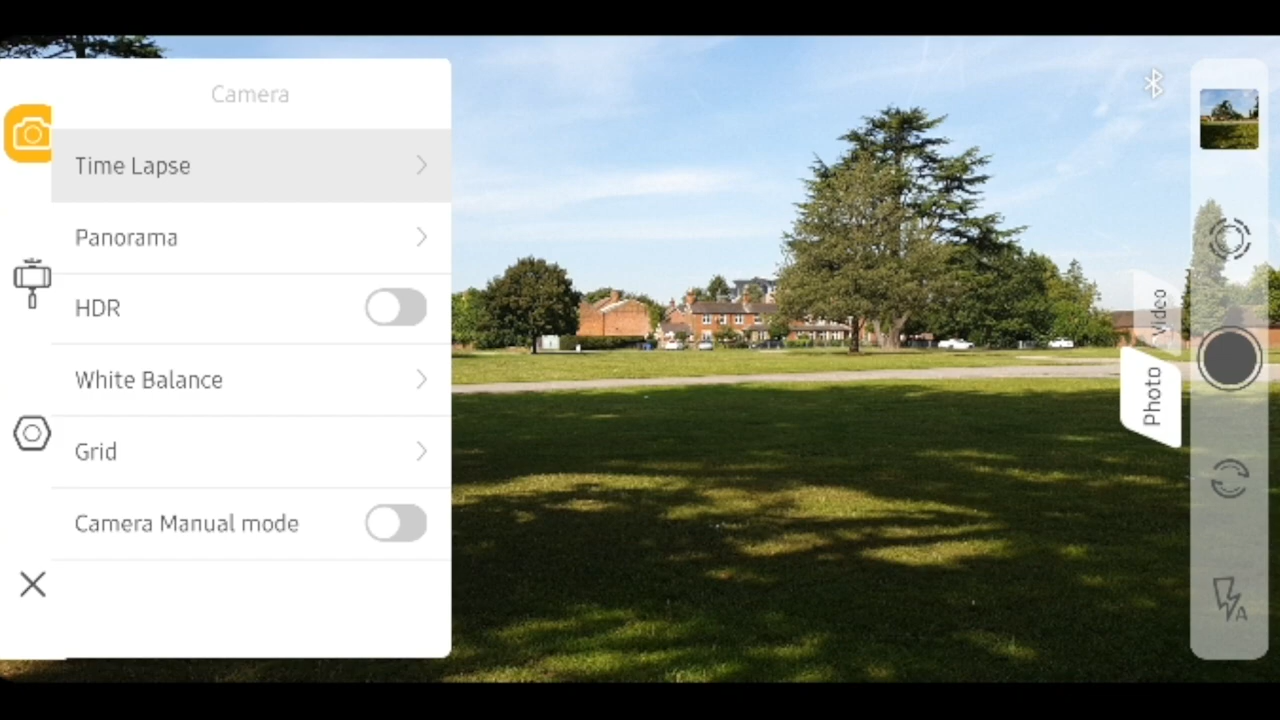 Camera
Time Lapse
Panorama
HDR
White Balance
Grid
Camera Manual mode
Video
Photo
A